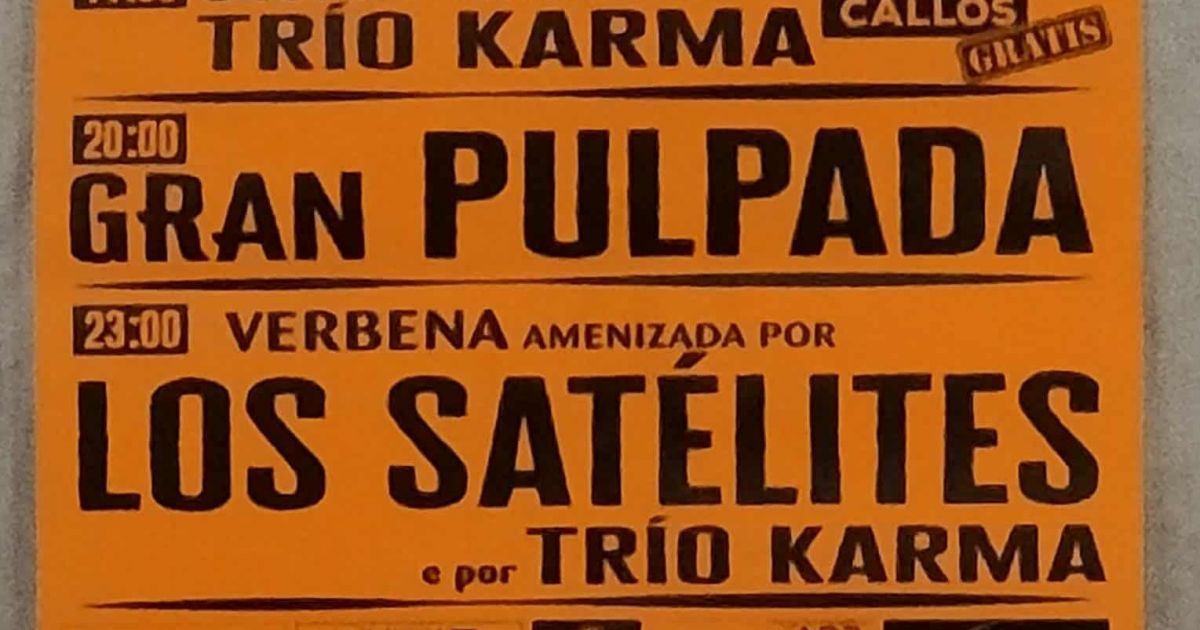 CALLOS
TRÍO KARMA
GRATIS
20:00
GRAN PULPADA
23:00 VERBENA AMENIZADA POR
LOS SATÉLITES
e por TRÍO KARMA